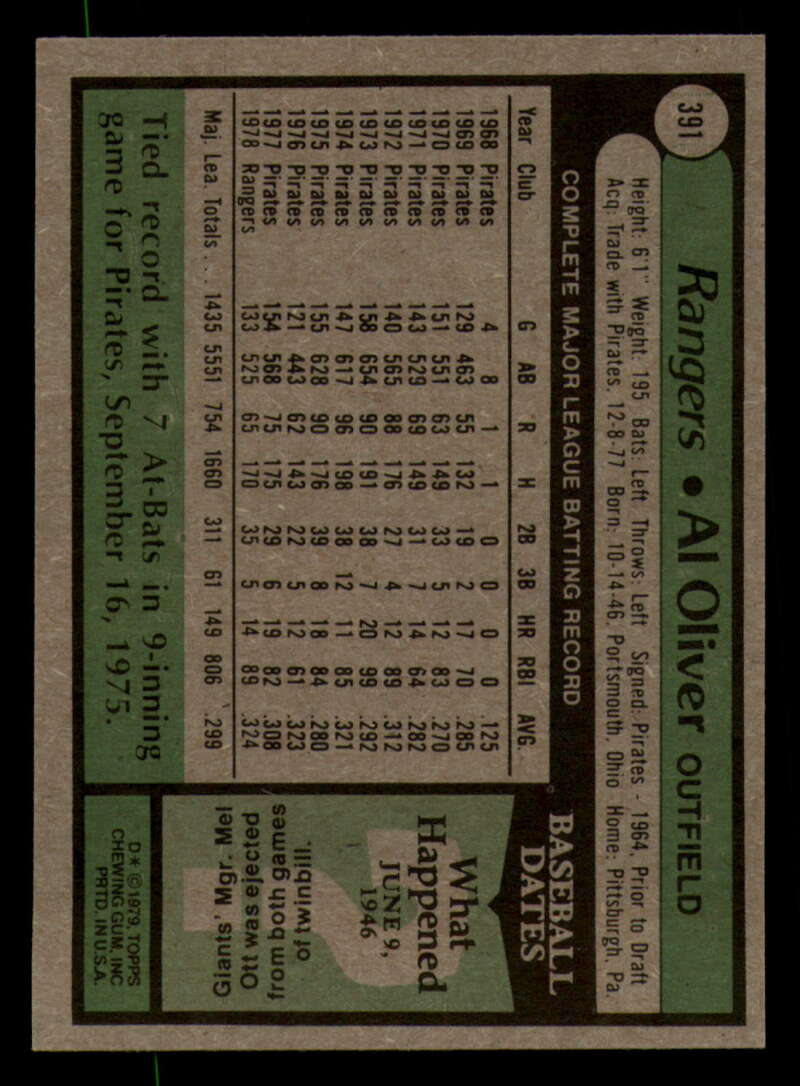 391
Rangers • Al Oliver OUTFIELD
Height: 6'1" Weight: 195 Bats: Left Throws: Left Signed: Pirates - 1964, Prior to Draft
Acq: Trade with Pirates, 12-8-77 Born: 10-14-46, Portsmouth, Ohio Home: Pittsburgh, Pa.
COMPLETE MAJOR LEAGUE BATTING RECORD
Year Club G AB R H 2B 3B HR RBI AVG.
1968 Pirates 4 8 1 1 0 0 0 0 .125
1969 Pirates 129 463 55 132 19 2 17 70 .285
1970 Pirates 151 551 63 149 33 5 12 83 .270
1971 Pirates 143 529 69 149 31 7 14 64 .282
1972 Pirates 140 565 88 176 27 4 12 89 .312
1973 Pirates 158 654 90 191 38 7 20 99 .292
1974 Pirates 147 617 96 198 38 12 11 85 .321
1975 Pirates 155 628 90 176 39 8 18 84 .280
1976 Pirates 121 443 62 143 22 5 12 61 .323
1977 Pirates 154 568 75 175 29 6 19 82 .308
1978 Rangers 133 525 65 170 35 5 14 89 .324
Maj. Lea. Totals . . . 1435 5551 754 1660 311 61 149 806 .299
Tied record with 7 At-Bats in 9-inning
game for Pirates, September 16, 1975.
BASEBALL
DATES
What
Happened
JUNE 9,
1946
Giants' Mgr. Mel
Ott was ejected
from both games
of twinbill.
D* © 1979, TOPPS
CHEWING GUM, INC
PRTD. IN U.S.A.